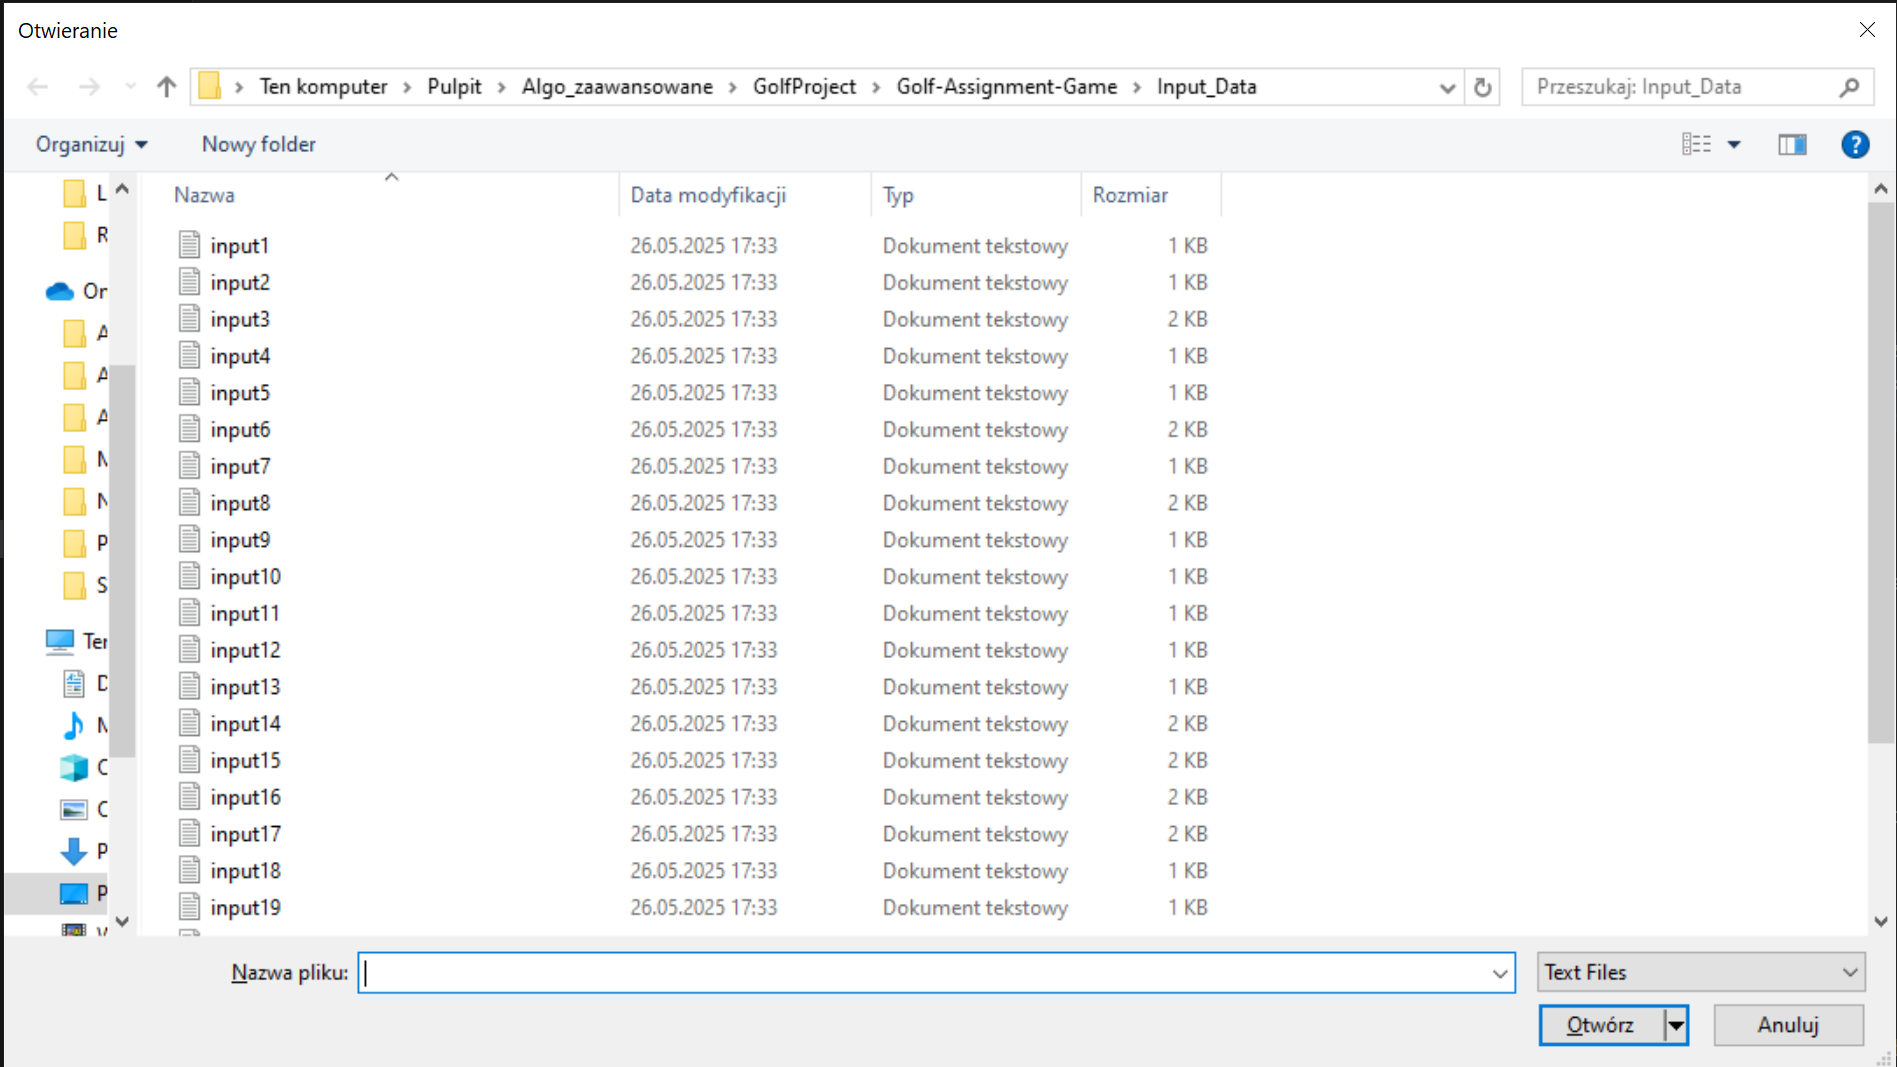 Otwieranie
Ten komputer Pulpit Algo_zaawansowane GolfProject Golf-Assignment-Game Input_Data Przeszukaj: Input_Data
Organizuj Nowy folder
Nazwa Data modyfikacji Typ Rozmiar
input1 26.05.2025 17:33 Dokument tekstowy 1 KB
input2 26.05.2025 17:33 Dokument tekstowy 1 KB
input3 26.05.2025 17:33 Dokument tekstowy 2 KB
input4 26.05.2025 17:33 Dokument tekstowy 1 KB
input5 26.05.2025 17:33 Dokument tekstowy 1 KB
input6 26.05.2025 17:33 Dokument tekstowy 2 KB
input7 26.05.2025 17:33 Dokument tekstowy 1 KB
input8 26.05.2025 17:33 Dokument tekstowy 2 KB
input9 26.05.2025 17:33 Dokument tekstowy 1 KB
input10 26.05.2025 17:33 Dokument tekstowy 1 KB
input11 26.05.2025 17:33 Dokument tekstowy 1 KB
input12 26.05.2025 17:33 Dokument tekstowy 1 KB
input13 26.05.2025 17:33 Dokument tekstowy 1 KB
input14 26.05.2025 17:33 Dokument tekstowy 2 KB
input15 26.05.2025 17:33 Dokument tekstowy 2 KB
input16 26.05.2025 17:33 Dokument tekstowy 2 KB
input17 26.05.2025 17:33 Dokument tekstowy 2 KB
input18 26.05.2025 17:33 Dokument tekstowy 1 KB
input19 26.05.2025 17:33 Dokument tekstowy 1 KB
Nazwa pliku: Text Files
Otwórz Anuluj